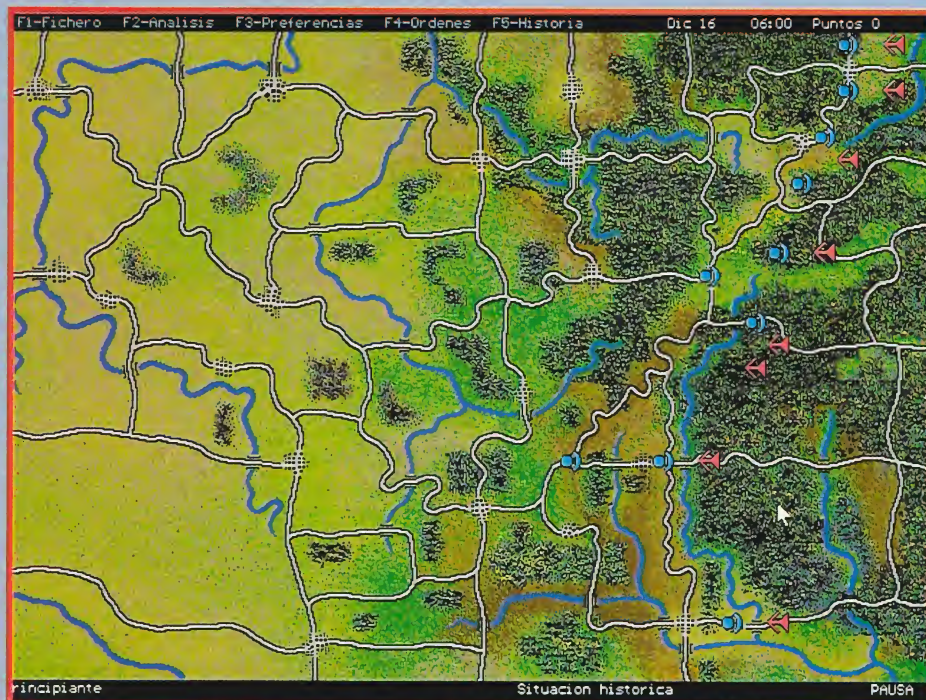 F1-Fichero F2-Analisis F3-Preferencias F4-Ordenes F5-Historia Dic 16 06:00 Puntos 0
rincipiante Situacion historica PAUSA